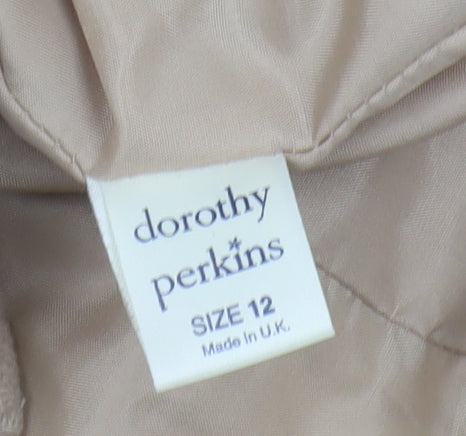 dorothy
perkins
SIZE 12
Made in U.K.